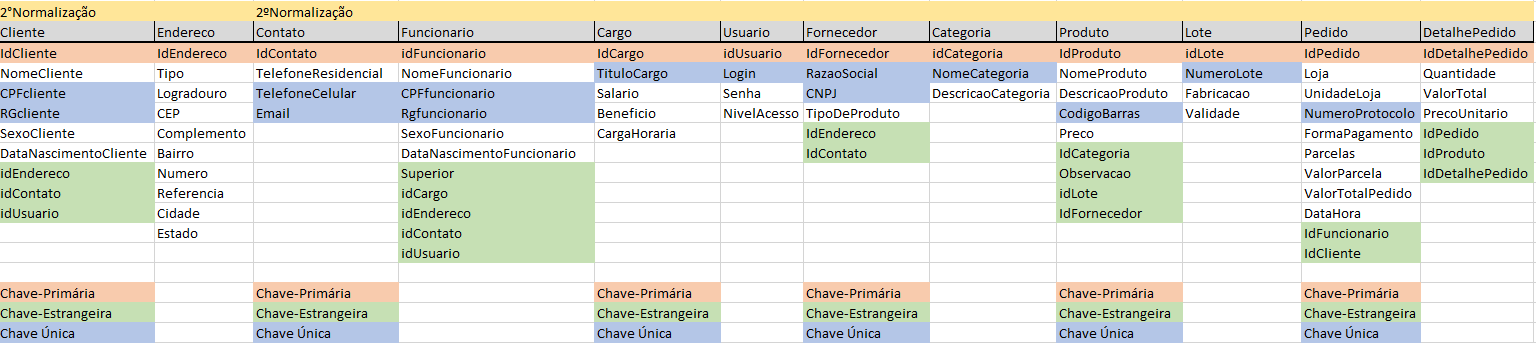 2°Normalização 2ºNormalização
Cliente Endereco Contato Funcionario Cargo Usuario Fornecedor Categoria Produto Lote Pedido DetalhePedido
IdCliente IdEndereco IdContato idFuncionario IdCargo idUsuario IdFornecedor idCategoria IdProduto idLote IdPedido IdDetalhePedido
NomeCliente Tipo TelefoneResidencial NomeFuncionario TituloCargo Login RazaoSocial NomeCategoria NomeProduto NumeroLote Loja Quantidade
CPFcliente Logradouro TelefoneCelular CPFfuncionario Salario Senha CNPJ DescricaoCategoria DescricaoProduto Fabricacao UnidadeLoja ValorTotal
RGcliente CEP Email Rgfuncionario Beneficio NivelAcesso TipoDeProduto CodigoBarras Validade NumeroProtocolo PrecoUnitario
SexoCliente Complemento SexoFuncionario CargaHoraria IdEndereco Preco FormaPagamento IdPedido
DataNascimentoCliente Bairro DataNascimentoFuncionario IdContato IdCategoria Parcelas IdProduto
idEndereco Numero Superior Observacao ValorParcela IdDetalhePedido
idContato Referencia idCargo idLote ValorTotalPedido
idUsuario Cidade idEndereco IdFornecedor DataHora
Estado idContato IdFuncionario
idUsuario IdCliente
Chave-Primária Chave-Primária Chave-Primária Chave-Primária Chave-Primária Chave-Primária
Chave-Estrangeira Chave-Estrangeira Chave-Estrangeira Chave-Estrangeira Chave-Estrangeira Chave-Estrangeira
Chave Única Chave Única Chave Única Chave Única Chave Única Chave Única